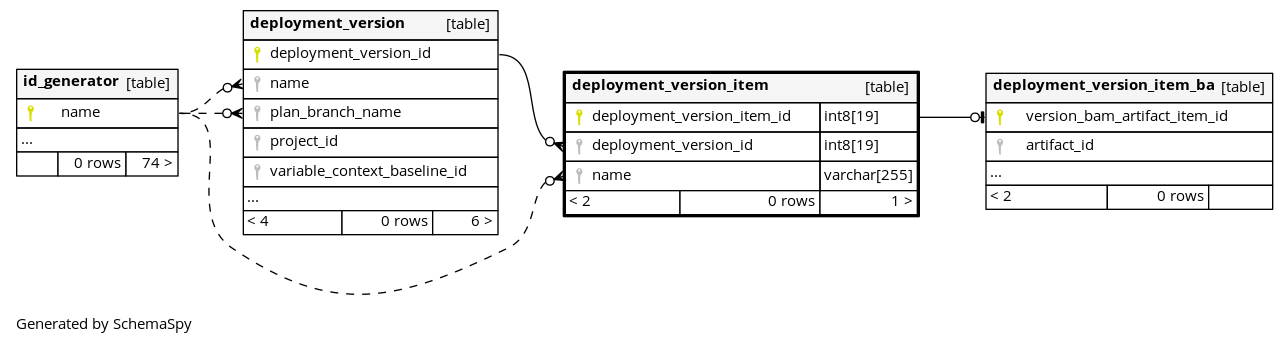 id_generator [table]
name
...
0 rows 74 >
deployment_version [table]
deployment_version_id
name
plan_branch_name
project_id
variable_context_baseline_id
...
< 4 0 rows 6 >
deployment_version_item [table]
deployment_version_item_id int8[19]
deployment_version_id int8[19]
name varchar[255]
< 2 0 rows 1 >
deployment_version_item_ba [table]
version_bam_artifact_item_id
artifact_id
...
< 2 0 rows
Generated by SchemaSpy